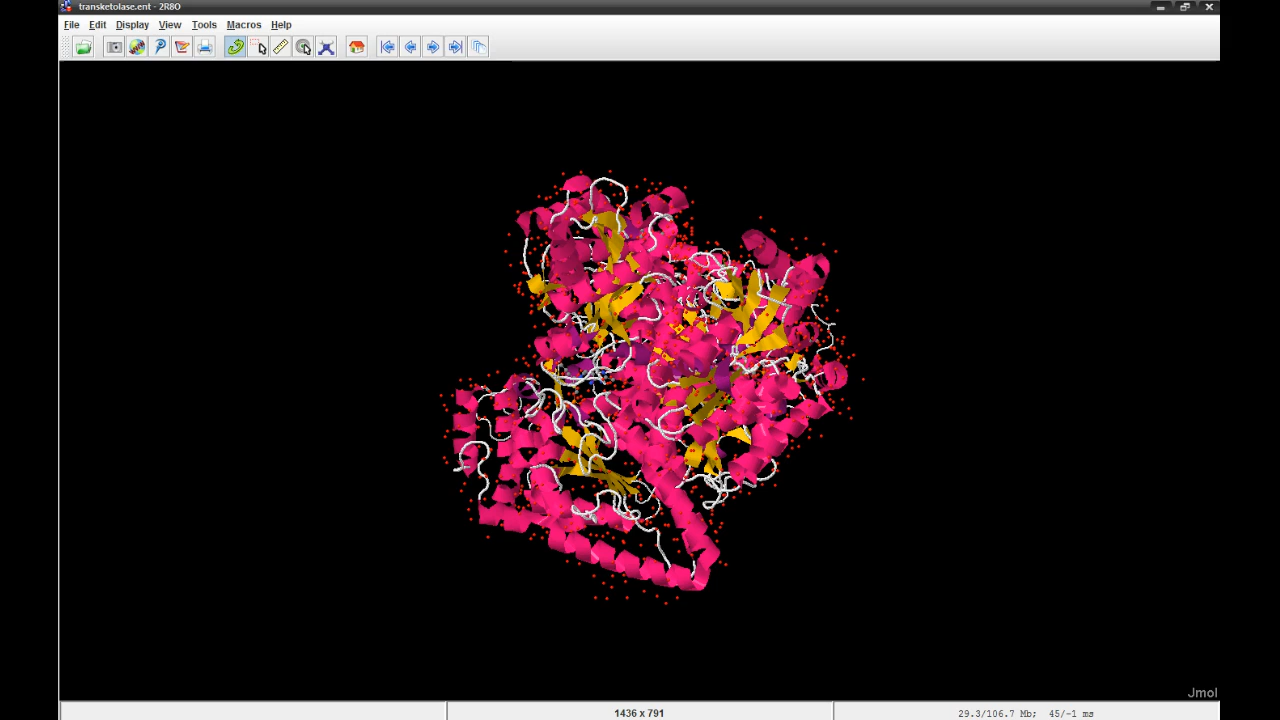 transketolase.ent - 2R8O
File Edit Display View Tools Macros Help
Jmol
1436 x 791
29.3/106.7 Mb; 45/-1 ms